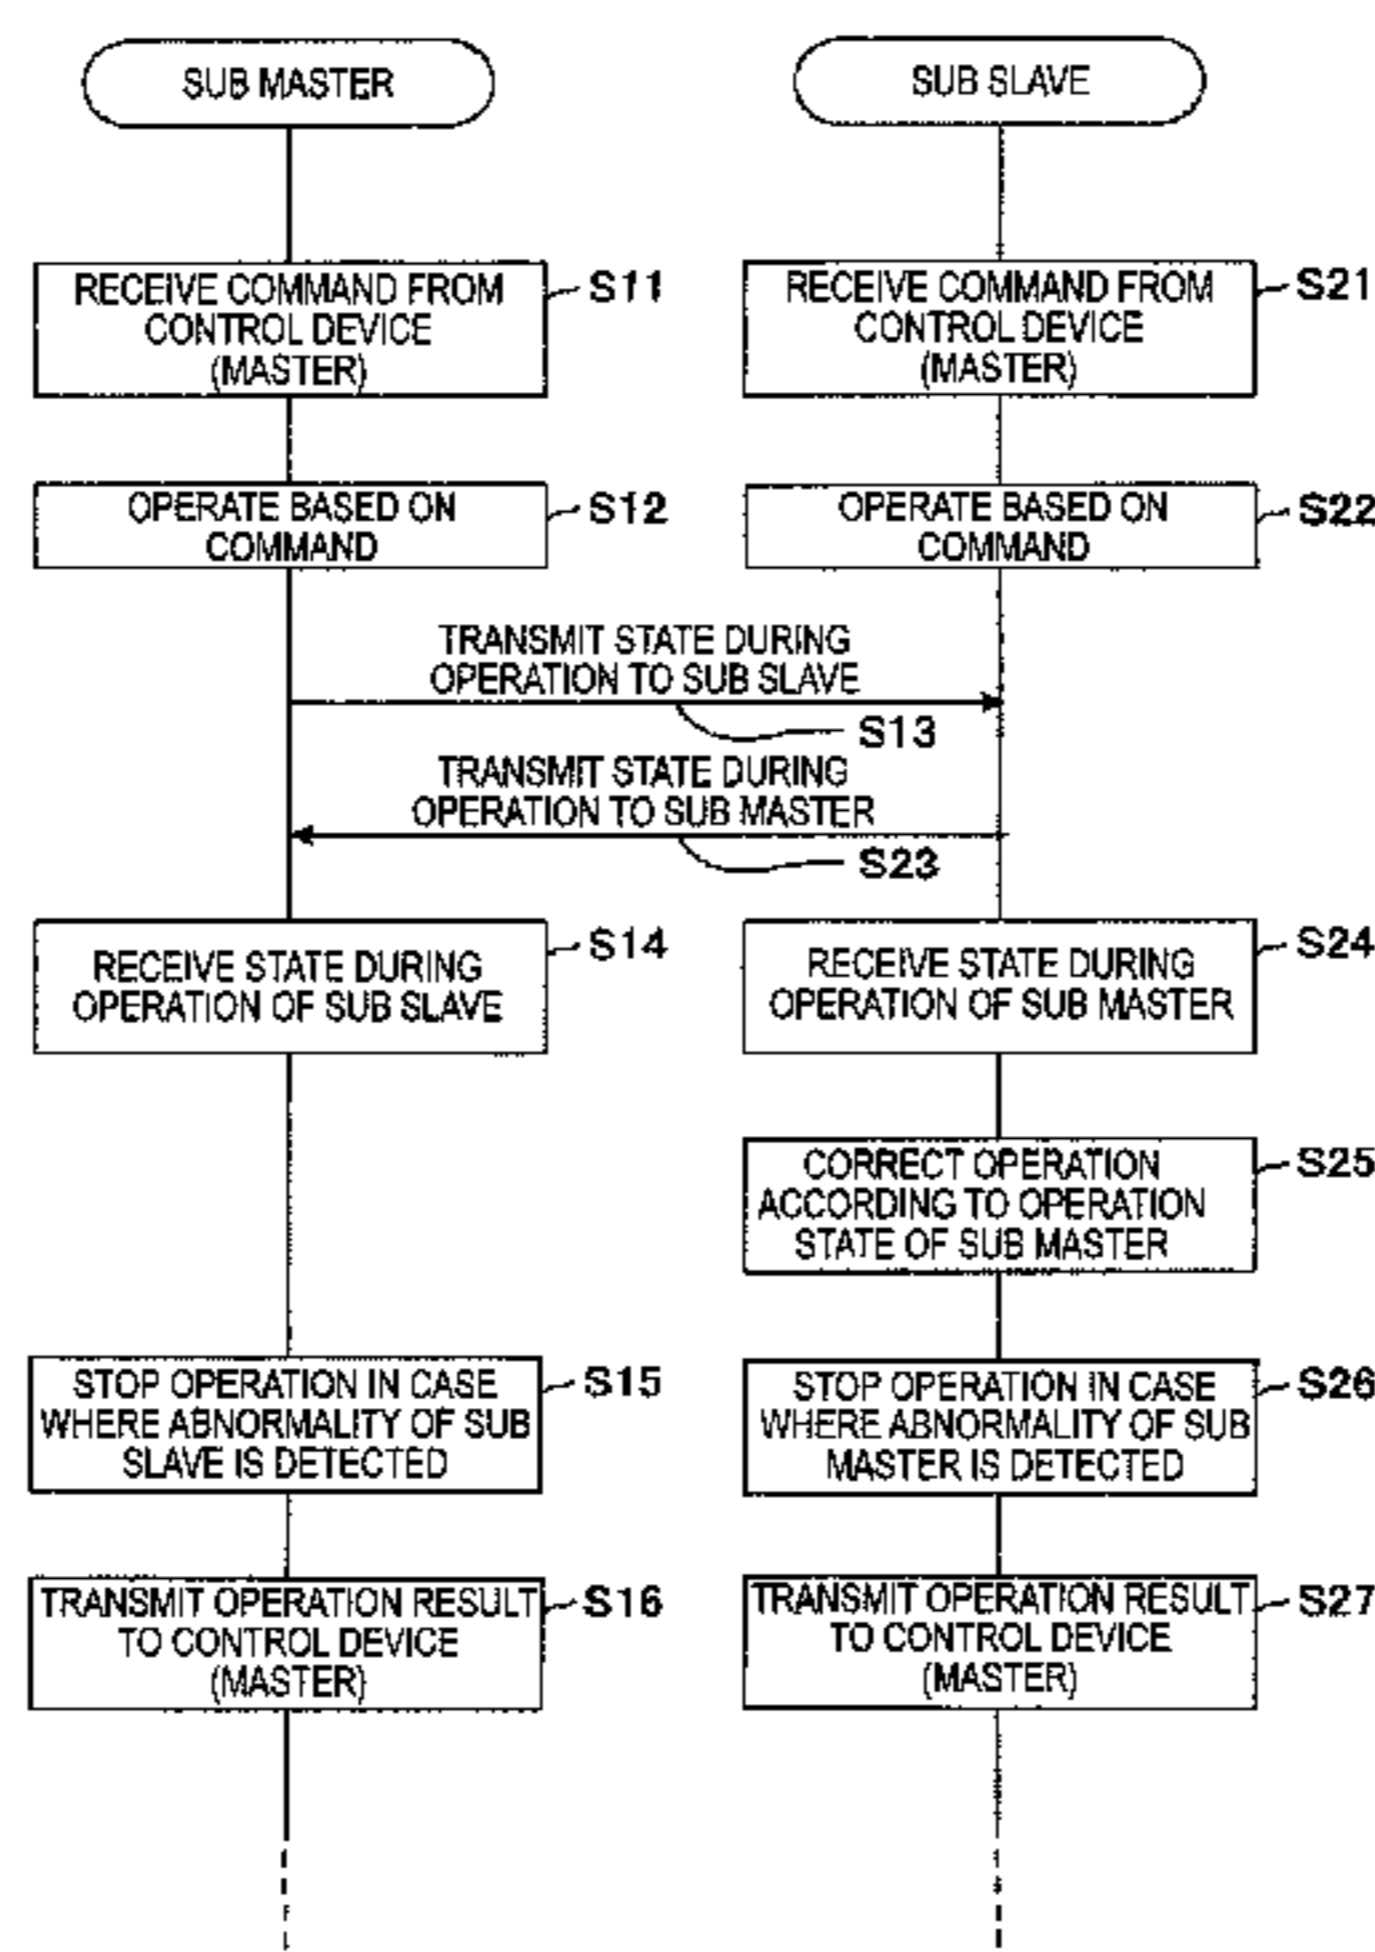 SUB MASTER
SUB SLAVE
RECEIVE COMMAND FROM
CONTROL DEVICE
(MASTER)
S11
RECEIVE COMMAND FROM
CONTROL DEVICE
(MASTER)
S21
OPERATE BASED ON
COMMAND
S12
OPERATE BASED ON
COMMAND
S22
TRANSMIT STATE DURING
OPERATION TO SUB SLAVE
S13
TRANSMIT STATE DURING
OPERATION TO SUB MASTER
S23
RECEIVE STATE DURING
OPERATION OF SUB SLAVE
S14
RECEIVE STATE DURING
OPERATION OF SUB MASTER
S24
CORRECT OPERATION
ACCORDING TO OPERATION
STATE OF SUB MASTER
S25
STOP OPERATION IN CASE
WHERE ABNORMALITY OF SUB
SLAVE IS DETECTED
S15
STOP OPERATION IN CASE
WHERE ABNORMALITY OF SUB
MASTER IS DETECTED
S26
TRANSMIT OPERATION RESULT
TO CONTROL DEVICE
(MASTER)
S16
TRANSMIT OPERATION RESULT
TO CONTROL DEVICE
(MASTER)
S27